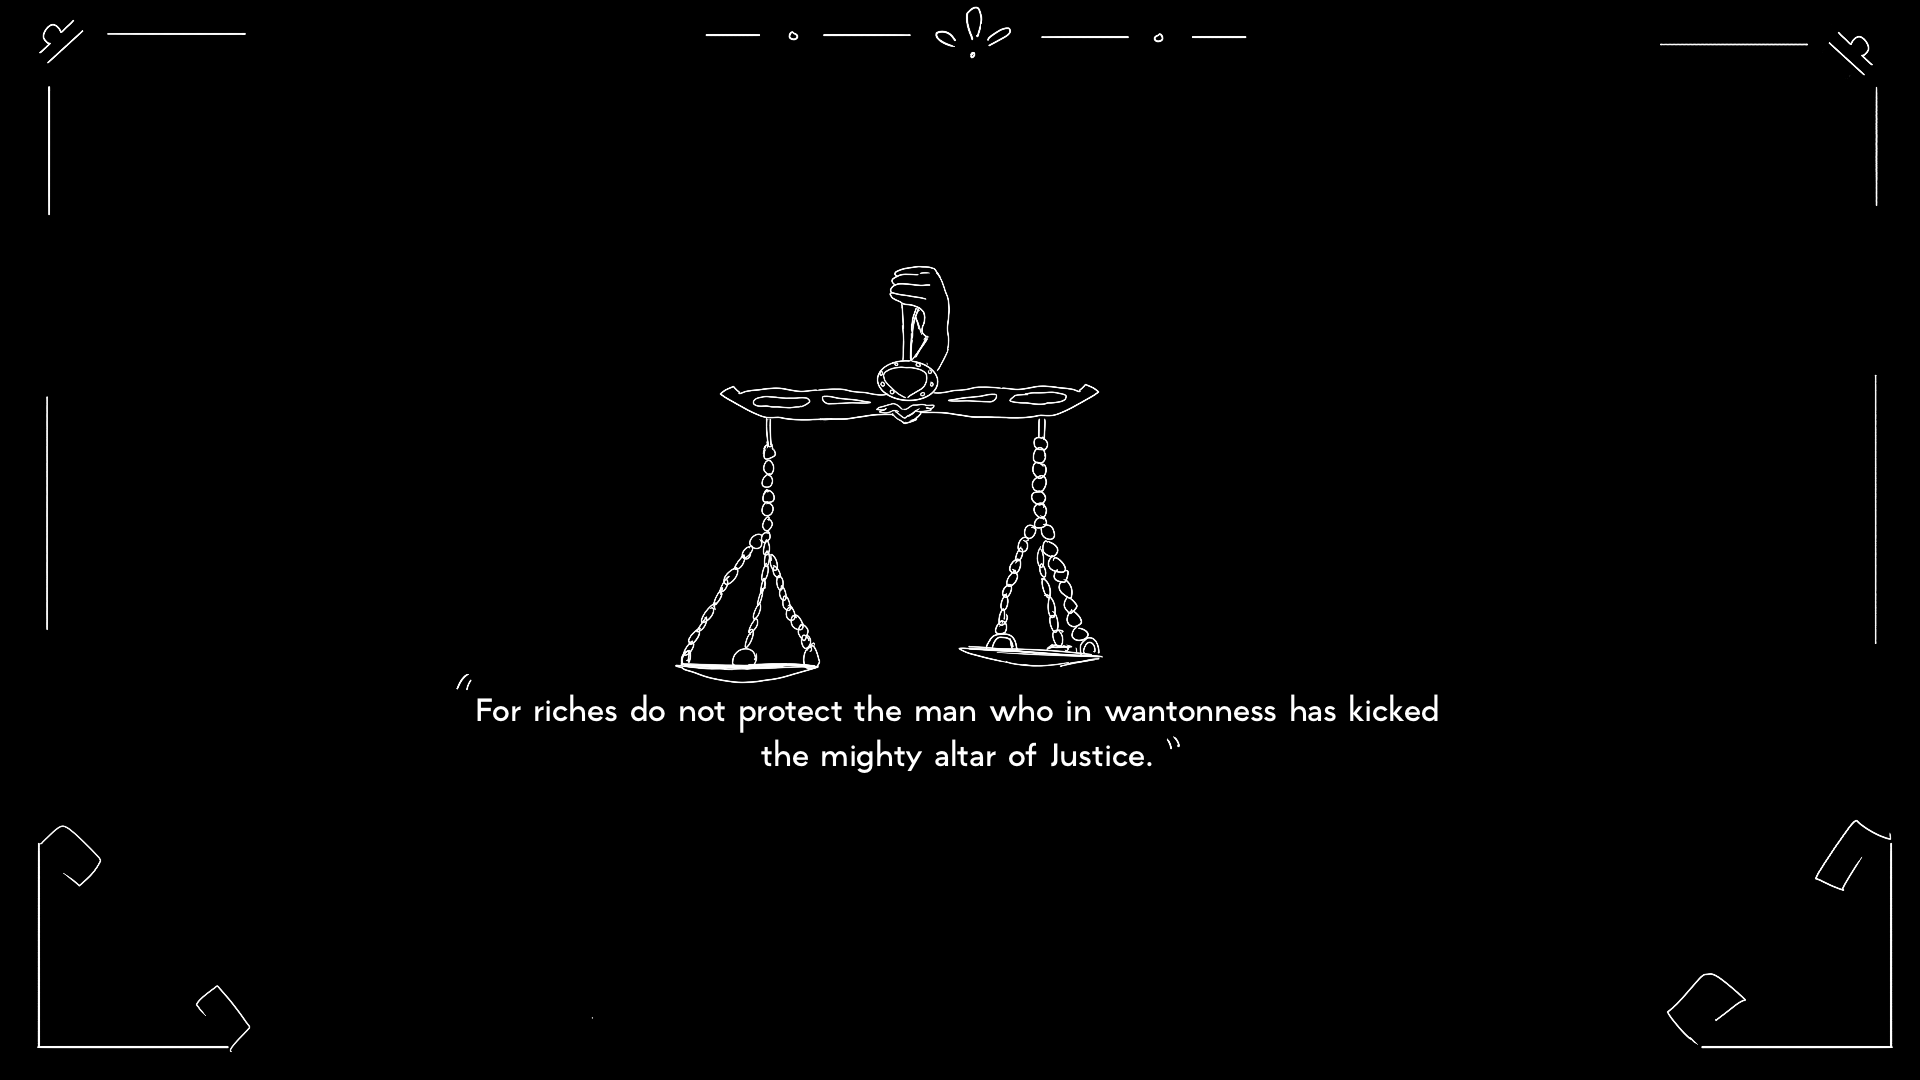 “For riches do not protect the man who in wantonness has kicked
the mighty altar of Justice.”